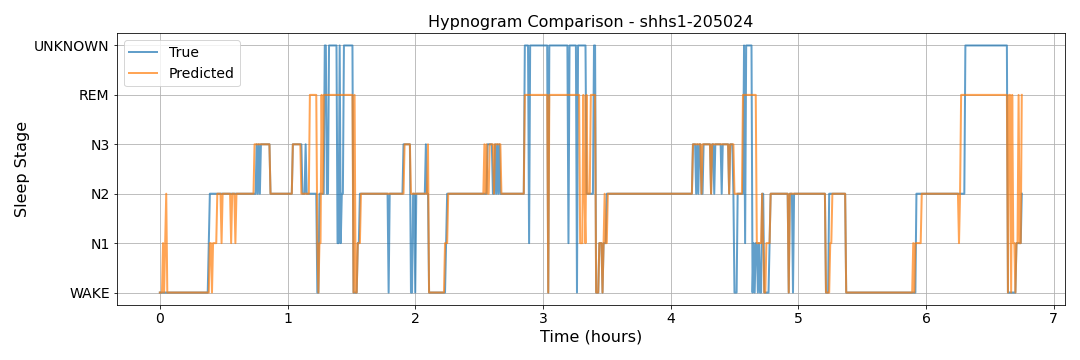 Hypnogram Comparison - shhs1-205024
UNKNOWN
REM
N3
N2
N1
WAKE
Sleep Stage
True
Predicted
0 1 2 3 4 5 6 7
Time (hours)